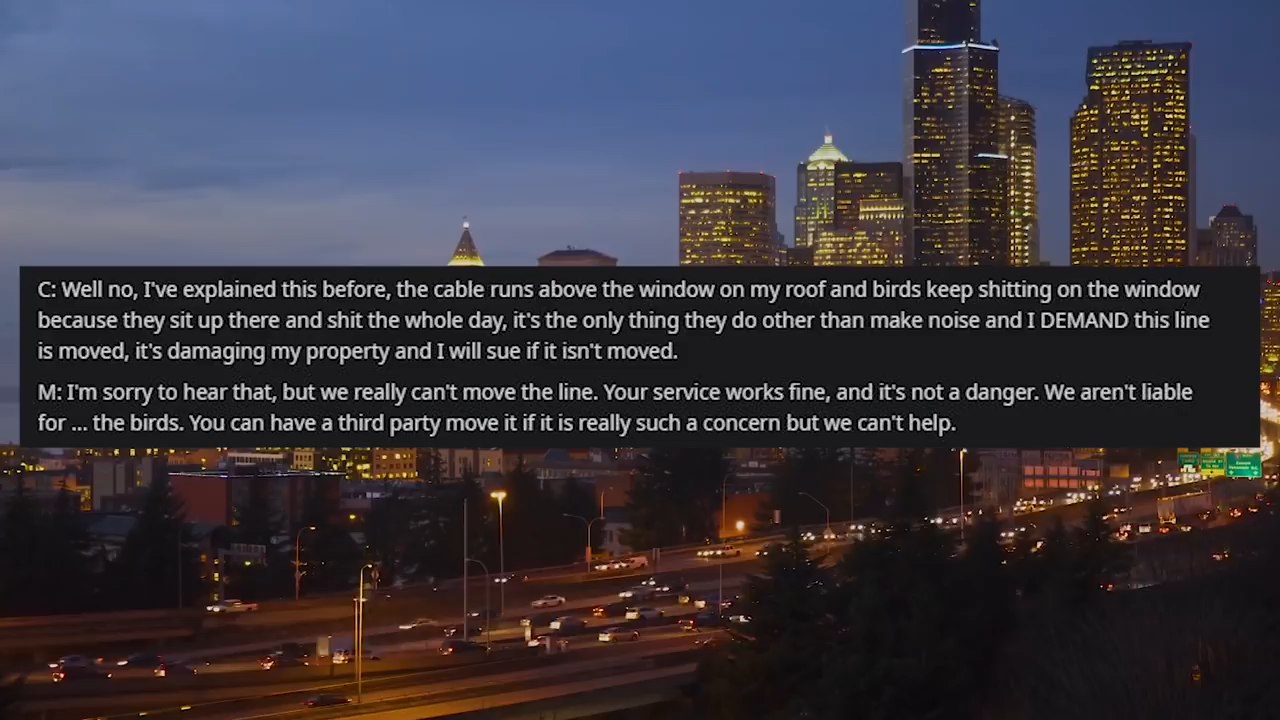 C: Well no, I've explained this before, the cable runs above the window on my roof and birds keep shitting on the window
because they sit up there and shit the whole day, it's the only thing they do other than make noise and I DEMAND this line
is moved, it's damaging my property and I will sue if it isn't moved.
M: I'm sorry to hear that, but we really can't move the line. Your service works fine, and it's not a danger. We aren't liable
for ... the birds. You can have a third party move it if it is really such a concern but we can't help.